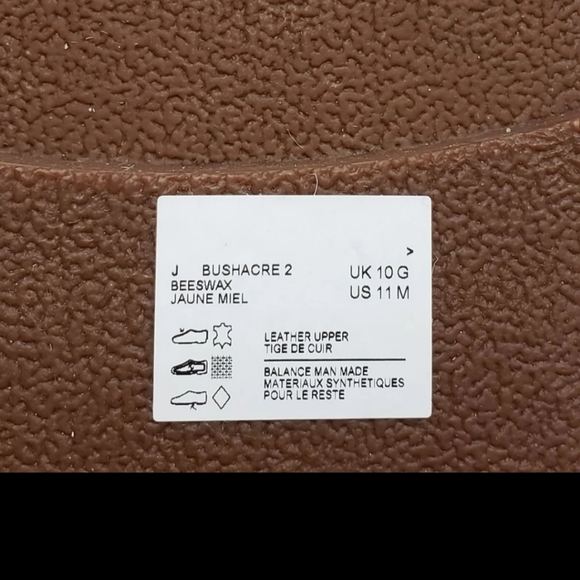 >
J BUSHACRE 2 UK 10 G
BEESWAX
JAUNE MIEL US 11 M
LEATHER UPPER
TIGE DE CUIR
BALANCE MAN MADE
MATERIAUX SYNTHETIQUES
POUR LE RESTE